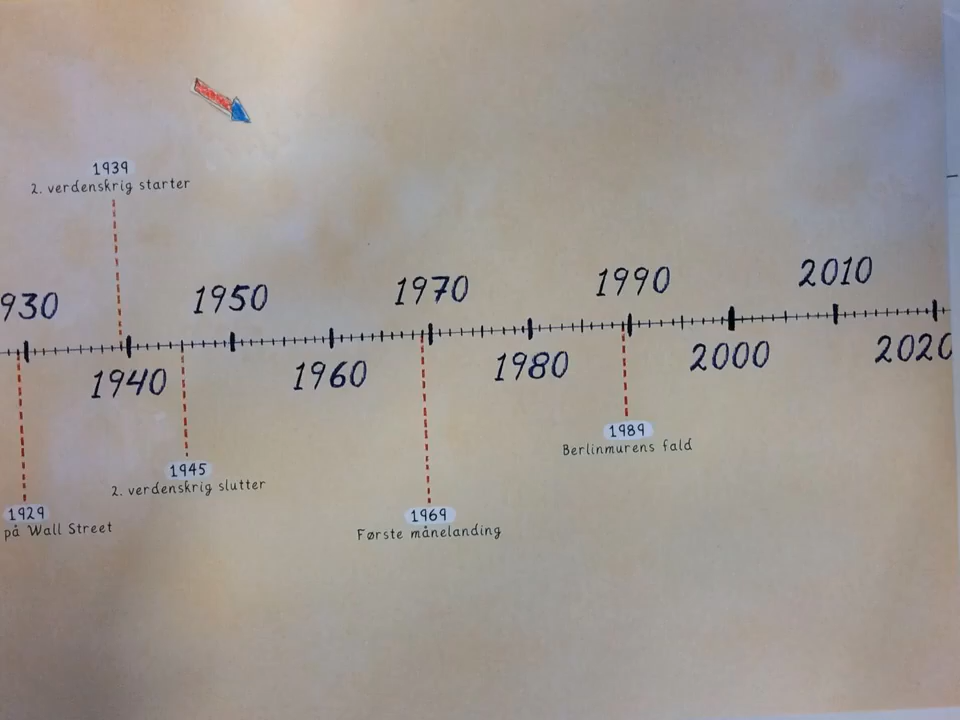 1939
2. verdenskrig starter
930 1950 1970 1990 2010
1940 1960 1980 2000 2020
1989
Berlinmurens fald
1945
2. verdenskrig slutter
1929
på Wall Street
1969
Første månelanding